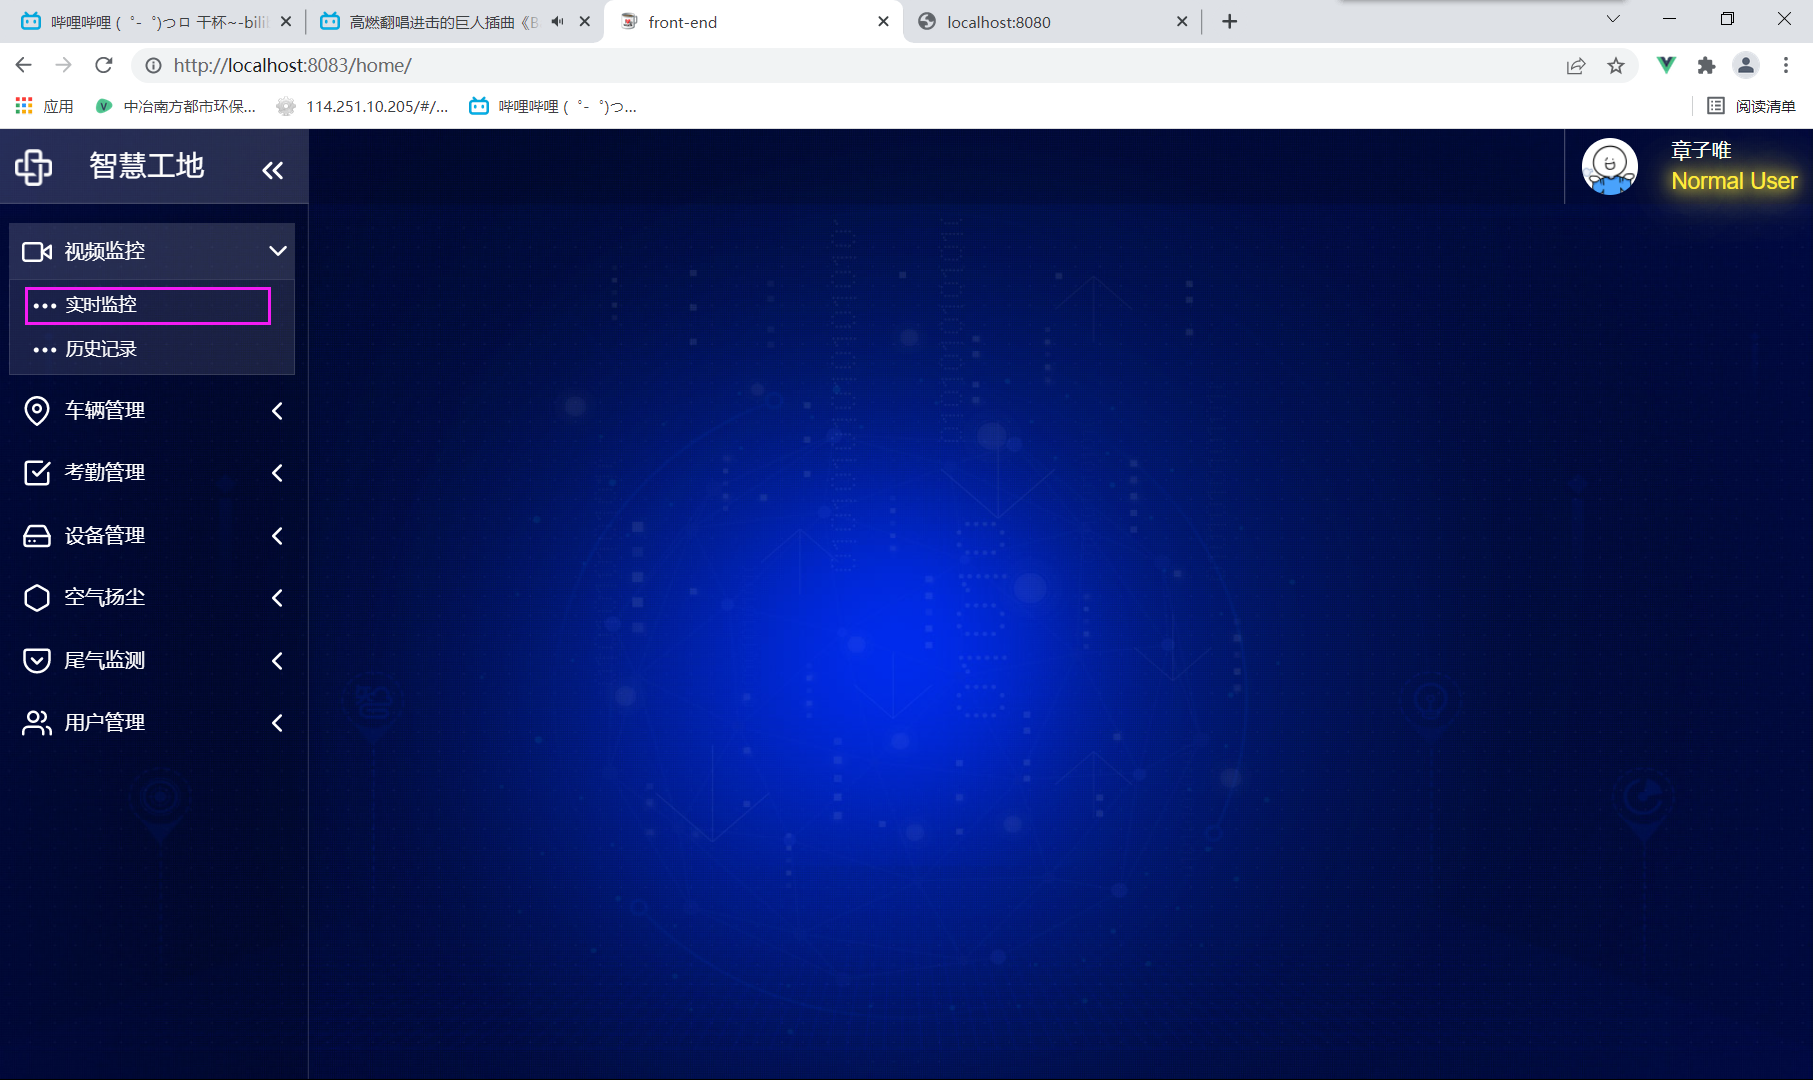 哔哩哔哩 (゜-゜)つロ 干杯~-bili
高燃翻唱进击的巨人插曲《B
front-end
localhost:8080
http://localhost:8083/home/
应用
中冶南方都市环保...
114.251.10.205/#/...
哔哩哔哩 (゜-゜)つ...
阅读清单
智慧工地
章子唯
Normal User
视频监控
实时监控
历史记录
车辆管理
考勤管理
设备管理
空气扬尘
尾气监测
用户管理